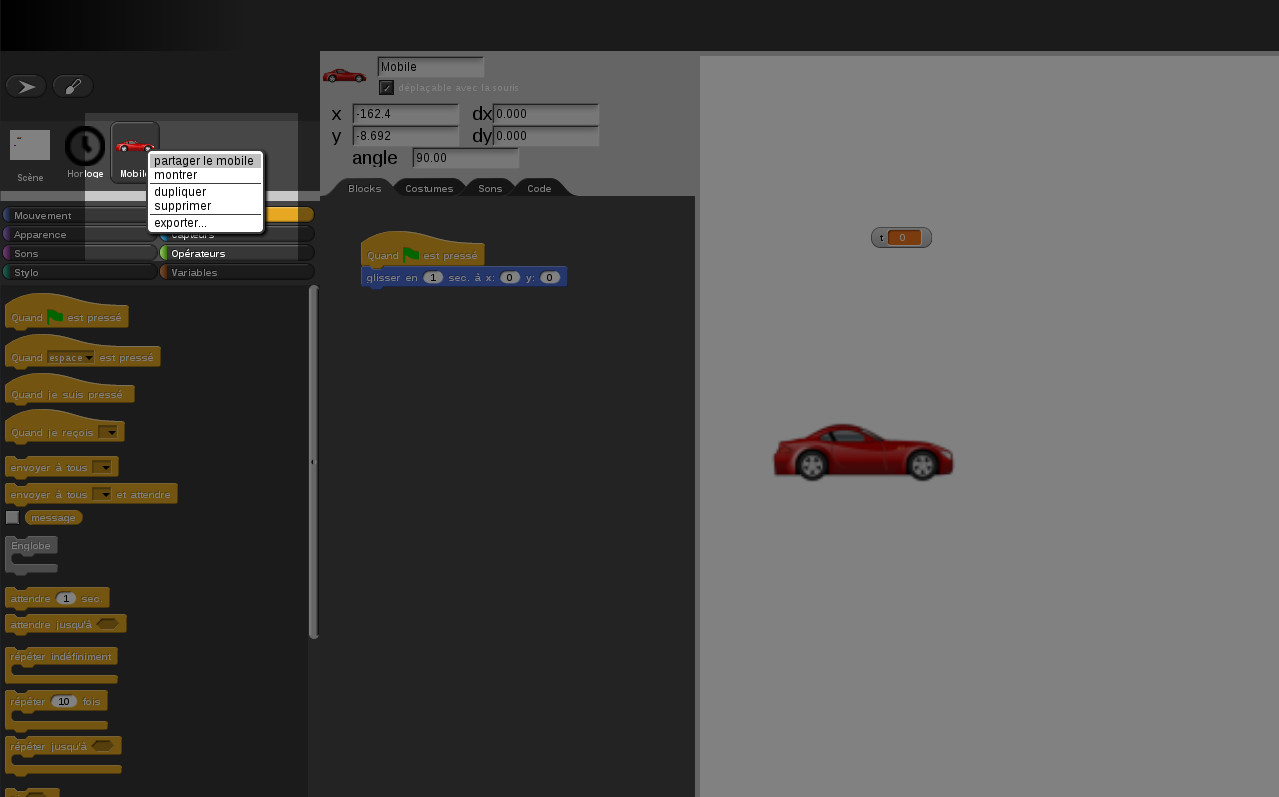 Mobile
déplaçable avec la souris
x -162.4 dx 0.000
y -8.692 dy 0.000
angle 90.00
Scène
Horloge
Mobile
partager le mobile
montrer
dupliquer
supprimer
exporter...
Blocks Costumes Sons Code
Mouvement
Apparence Capteurs
Sons Opérateurs
Stylo Variables
Quand est pressé
glisser en 1 sec. à x: 0 y: 0
t 0
Quand est pressé
Quand espace est pressé
Quand je suis pressé
Quand je reçois
envoyer à tous
envoyer à tous et attendre
message
Englobe
attendre 1 sec.
attendre jusqu'à
répéter indéfiniment
répéter 10 fois
répéter jusqu'à